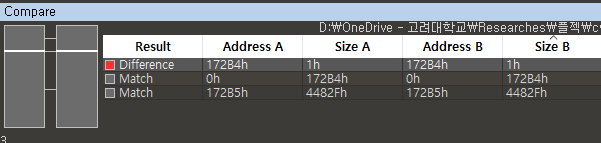 Compare
D:₩OneDrive - 고려대학교₩Researches₩플젝₩c
Result Address A Size A Address B Size B
Difference 172B4h 1h 172B4h 1h
Match 0h 172B4h 0h 172B4h
Match 172B5h 4482Fh 172B5h 4482Fh
3